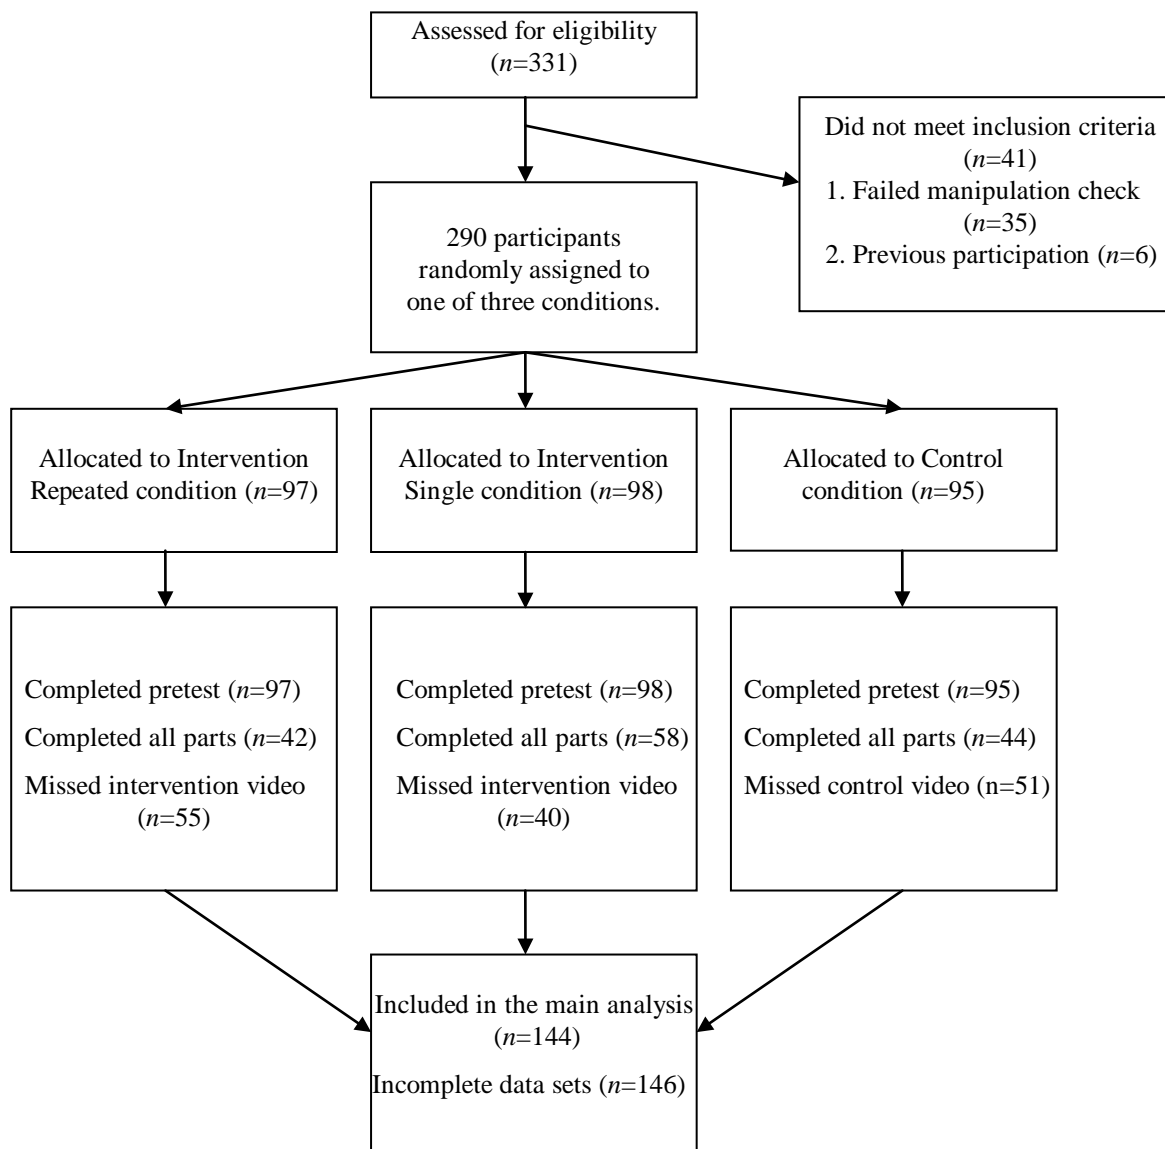 Assessed for eligibility
(n=331)
Did not meet inclusion criteria
(n=41)
1. Failed manipulation check
(n=35)
2. Previous participation (n=6)
290 participants
randomly assigned to
one of three conditions.
Allocated to Intervention
Repeated condition (n=97)
Allocated to Intervention
Single condition (n=98)
Allocated to Control
condition (n=95)
Completed pretest (n=97)
Completed all parts (n=42)
Missed intervention video
(n=55)
Completed pretest (n=98)
Completed all parts (n=58)
Missed intervention video
(n=40)
Completed pretest (n=95)
Completed all parts (n=44)
Missed control video (n=51)
Included in the main analysis
(n=144)
Incomplete data sets (n=146)